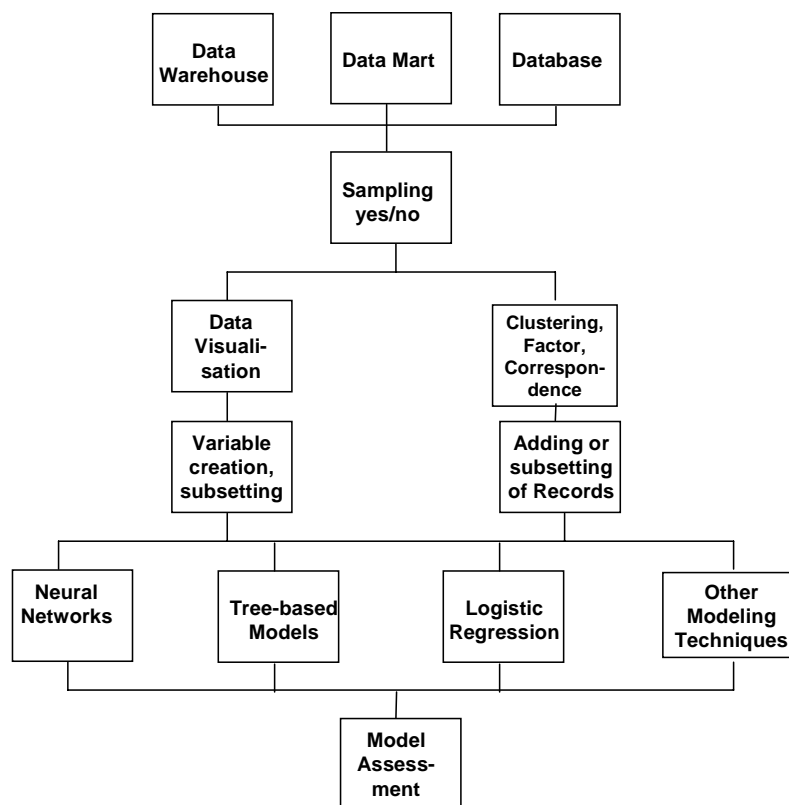 Data
Warehouse
Data Mart
Database
Sampling
yes/no
Data
Visuali-
sation
Clustering,
Factor,
Correspon-
dence
Variable
creation,
subsetting
Adding or
subsetting
of Records
Neural
Networks
Tree-based
Models
Logistic
Regression
Other
Modeling
Techniques
Model
Assess-
ment